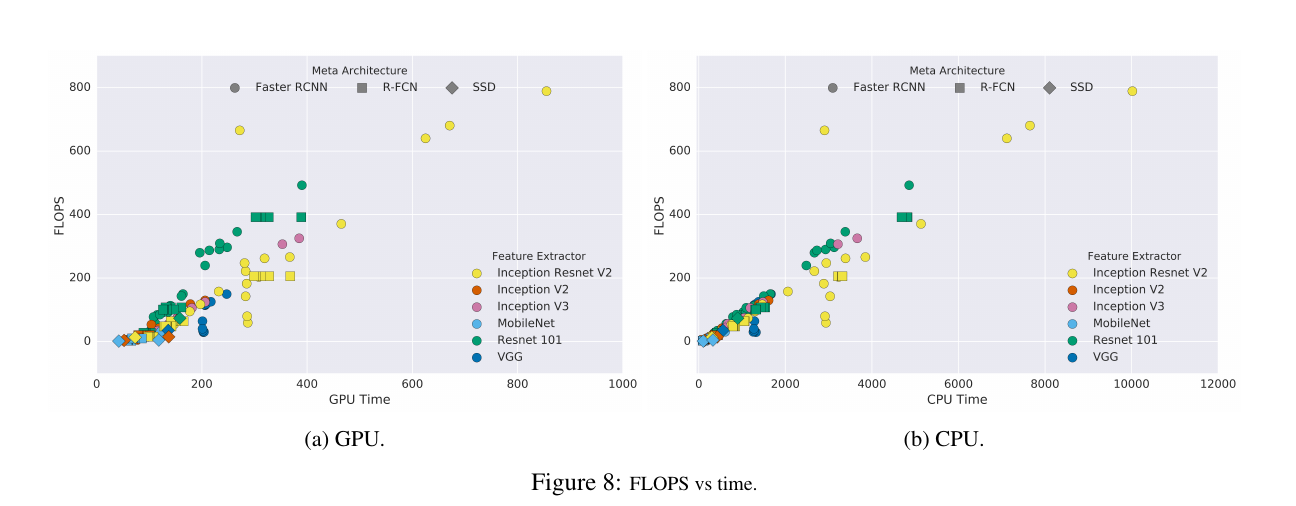 Meta Architecture
Faster RCNN R-FCN SSD
800
600
400
200
0
FLOPS
Feature Extractor
Inception Resnet V2
Inception V2
Inception V3
MobileNet
Resnet 101
VGG
0 200 400 600 800 1000
GPU Time
(a) GPU.
Meta Architecture
Faster RCNN R-FCN SSD
800
600
400
200
0
FLOPS
Feature Extractor
Inception Resnet V2
Inception V2
Inception V3
MobileNet
Resnet 101
VGG
0 2000 4000 6000 8000 10000 12000
CPU Time
(b) CPU.
Figure 8: FLOPS vs time.